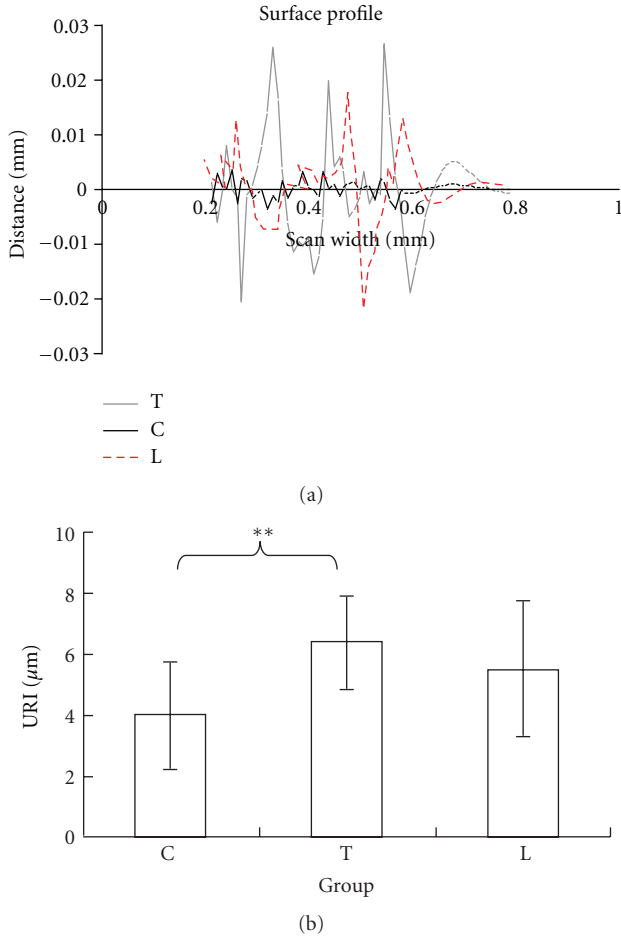 Surface profile
0.03
0.02
0.01
0
−0.01
−0.02
−0.03
Distance (mm)
0 0.2 0.4 0.6 0.8 1
Scan width (mm)
T
C
L
(a)
10
8
6
4
2
0
URI (μm)
**
C T L
Group
(b)